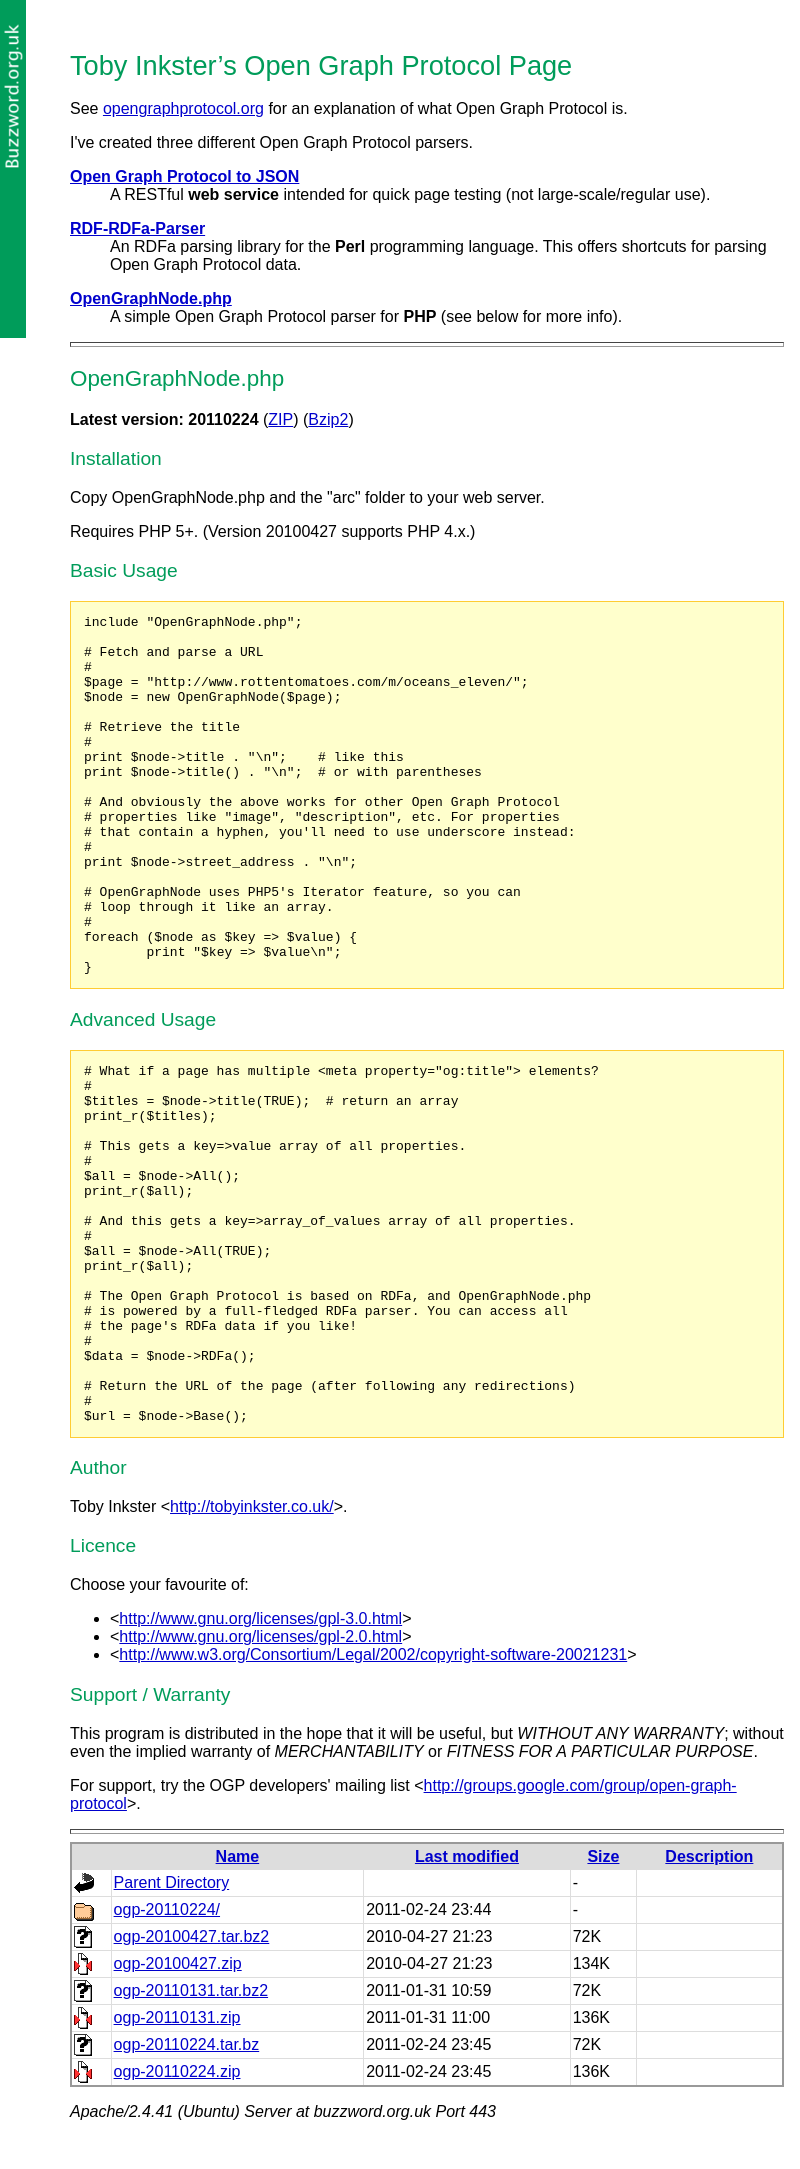 Buzzword.org.uk
Toby Inkster’s Open Graph Protocol Page
See opengraphprotocol.org for an explanation of what Open Graph Protocol is.
I've created three different Open Graph Protocol parsers.
Open Graph Protocol to JSON
A RESTful web service intended for quick page testing (not large-scale/regular use).
RDF-RDFa-Parser
An RDFa parsing library for the Perl programming language. This offers shortcuts for parsing
Open Graph Protocol data.
OpenGraphNode.php
A simple Open Graph Protocol parser for PHP (see below for more info).
OpenGraphNode.php
Latest version: 20110224 (ZIP) (Bzip2)
Installation
Copy OpenGraphNode.php and the "arc" folder to your web server.
Requires PHP 5+. (Version 20100427 supports PHP 4.x.)
Basic Usage
include "OpenGraphNode.php";
# Fetch and parse a URL
#
$page = "http://www.rottentomatoes.com/m/oceans_eleven/";
$node = new OpenGraphNode($page);
# Retrieve the title
#
print $node->title . "\n";    # like this
print $node->title() . "\n";  # or with parentheses
# And obviously the above works for other Open Graph Protocol
# properties like "image", "description", etc. For properties
# that contain a hyphen, you'll need to use underscore instead:
#
print $node->street_address . "\n";
# OpenGraphNode uses PHP5's Iterator feature, so you can
# loop through it like an array.
#
foreach ($node as $key => $value) {
        print "$key => $value\n";
}
Advanced Usage
# What if a page has multiple <meta property="og:title"> elements?
#
$titles = $node->title(TRUE);  # return an array
print_r($titles);
# This gets a key=>value array of all properties.
#
$all = $node->All();
print_r($all);
# And this gets a key=>array_of_values array of all properties.
#
$all = $node->All(TRUE);
print_r($all);
# The Open Graph Protocol is based on RDFa, and OpenGraphNode.php
# is powered by a full-fledged RDFa parser. You can access all
# the page's RDFa data if you like!
#
$data = $node->RDFa();
# Return the URL of the page (after following any redirections)
#
$url = $node->Base();
Author
Toby Inkster <http://tobyinkster.co.uk/>.
Licence
Choose your favourite of:
• <http://www.gnu.org/licenses/gpl-3.0.html>
• <http://www.gnu.org/licenses/gpl-2.0.html>
• <http://www.w3.org/Consortium/Legal/2002/copyright-software-20021231>
Support / Warranty
This program is distributed in the hope that it will be useful, but WITHOUT ANY WARRANTY; without
even the implied warranty of MERCHANTABILITY or FITNESS FOR A PARTICULAR PURPOSE.
For support, try the OGP developers' mailing list <http://groups.google.com/group/open-graph-
protocol>.
Name Last modified Size Description
Parent Directory -
ogp-20110224/ 2011-02-24 23:44 -
ogp-20100427.tar.bz2 2010-04-27 21:23 72K
ogp-20100427.zip 2010-04-27 21:23 134K
ogp-20110131.tar.bz2 2011-01-31 10:59 72K
ogp-20110131.zip 2011-01-31 11:00 136K
ogp-20110224.tar.bz 2011-02-24 23:45 72K
ogp-20110224.zip 2011-02-24 23:45 136K
Apache/2.4.41 (Ubuntu) Server at buzzword.org.uk Port 443